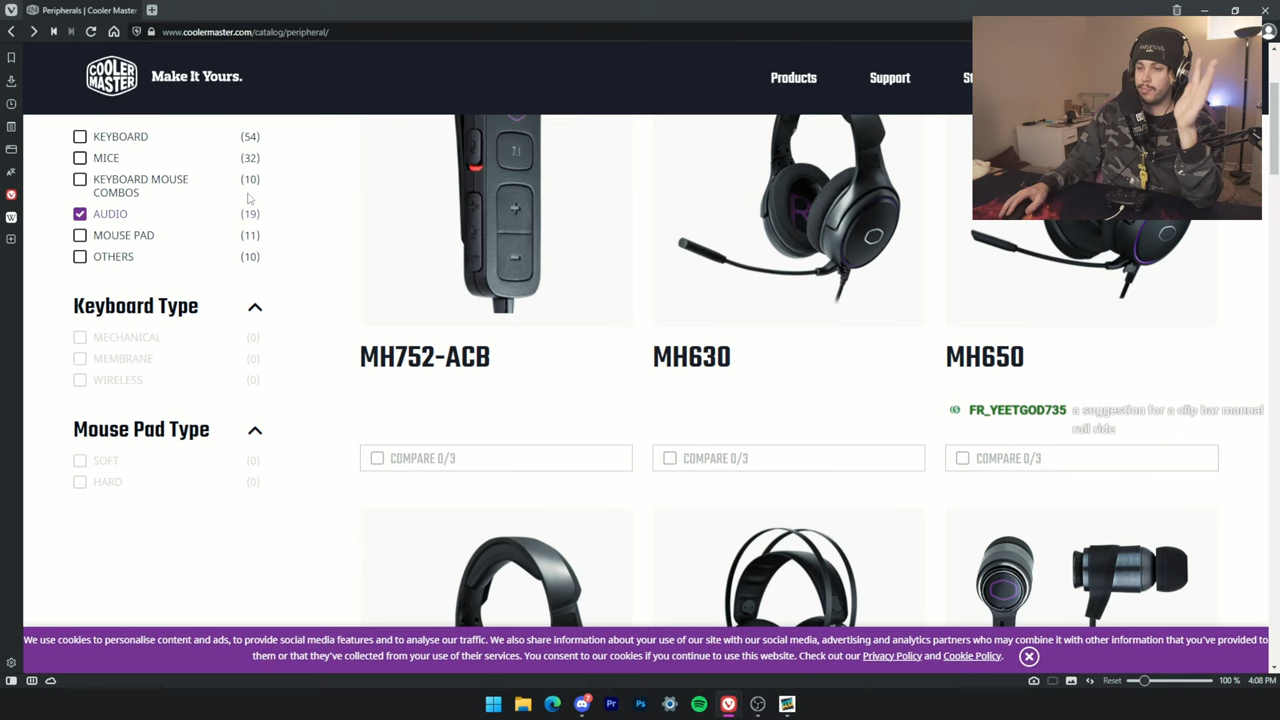 Peripherals | Cooler Master
www.coolermaster.com/catalog/peripheral/
COOLER
MASTER
Make It Yours.
Products
Support
KEYBOARD (54)
MICE (32)
KEYBOARD MOUSE (10)
COMBOS
AUDIO (19)
MOUSE PAD (11)
OTHERS (10)
Keyboard Type
MECHANICAL (0)
MEMBRANE (0)
WIRELESS (0)
Mouse Pad Type
SOFT (0)
HARD (0)
7.1
MH752-ACB
MH630
MH650
FR_YEETGOD735 a suggestion for a clip bar manual
rail ride
COMPARE 0/3
COMPARE 0/3
COMPARE 0/3
We use cookies to personalise content and ads, to provide social media features and to analyse our traffic. We also share information about your use of our site with our social media, advertising and analytics partners who may combine it with other information that you've provided to
them or that they've collected from your use of their services. You consent to our cookies if you continue to use this website. Check out our Privacy Policy and Cookie Policy.
Reset
100 %
4:08 PM